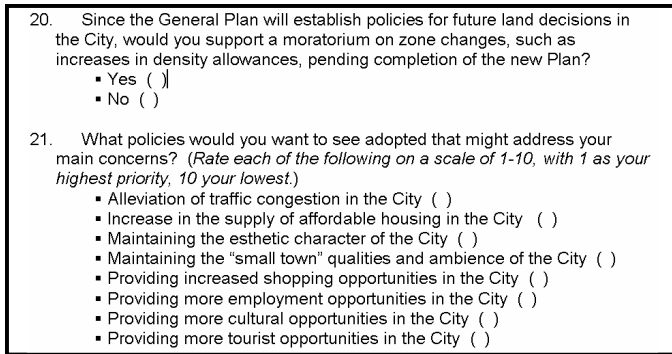 20. Since the General Plan will establish policies for future land decisions in
the City, would you support a moratorium on zone changes, such as
increases in density allowances, pending completion of the new Plan?
▪ Yes ( )
▪ No ( )
21. What policies would you want to see adopted that might address your
main concerns? (Rate each of the following on a scale of 1-10, with 1 as your
highest priority, 10 your lowest.)
▪ Alleviation of traffic congestion in the City ( )
▪ Increase in the supply of affordable housing in the City ( )
▪ Maintaining the esthetic character of the City ( )
▪ Maintaining the “small town” qualities and ambience of the City ( )
▪ Providing increased shopping opportunities in the City ( )
▪ Providing more employment opportunities in the City ( )
▪ Providing more cultural opportunities in the City ( )
▪ Providing more tourist opportunities in the City ( )